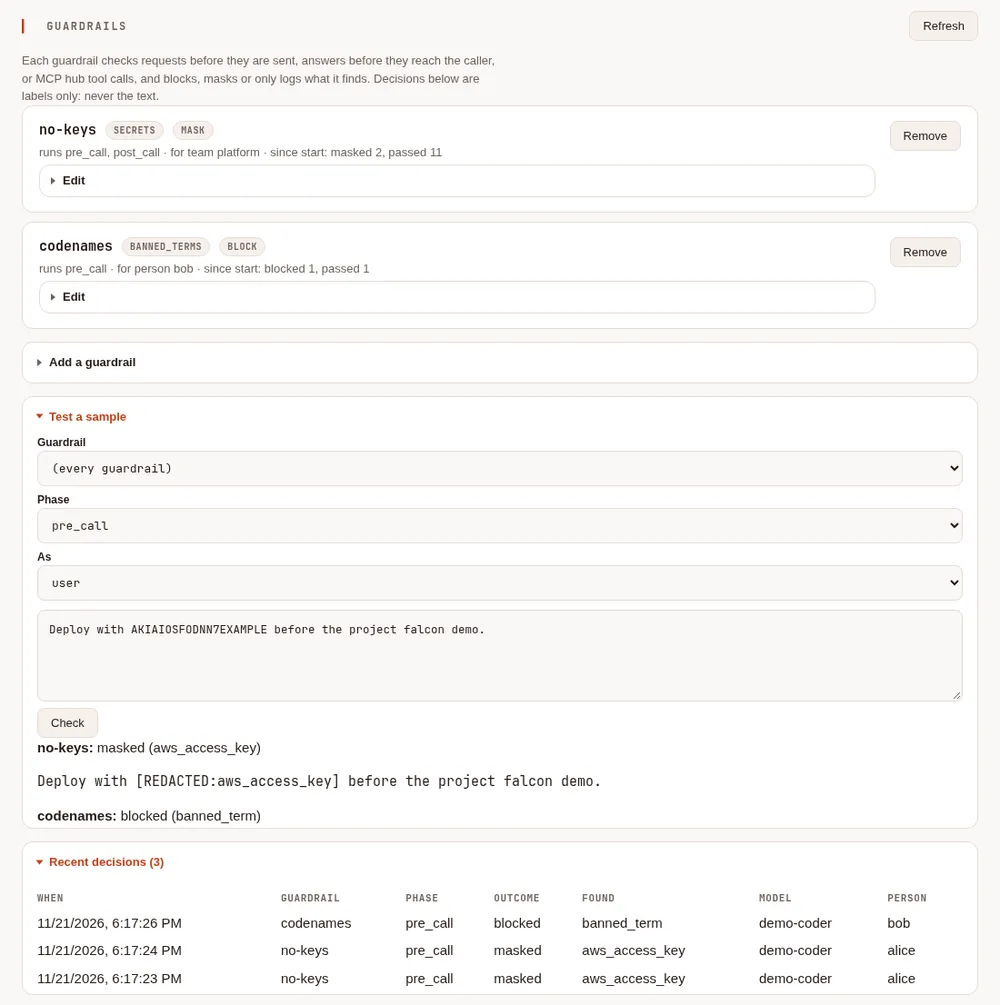 GUARDRAILS
Refresh
Each guardrail checks requests before they are sent, answers before they reach the caller,
or MCP hub tool calls, and blocks, masks or only logs what it finds. Decisions below are
labels only: never the text.
no-keys SECRETS MASK
Remove
runs pre_call, post_call · for team platform · since start: masked 2, passed 11
Edit
codenames BANNED_TERMS BLOCK
Remove
runs pre_call · for person bob · since start: blocked 1, passed 1
Edit
Add a guardrail
Test a sample
Guardrail
(every guardrail)
Phase
pre_call
As
user
Deploy with AKIAIOSFODNN7EXAMPLE before the project falcon demo.
Check
no-keys: masked (aws_access_key)
Deploy with [REDACTED:aws_access_key] before the project falcon demo.
codenames: blocked (banned_term)
Recent decisions (3)
WHEN GUARDRAIL PHASE OUTCOME FOUND MODEL PERSON
11/21/2026, 6:17:26 PM codenames pre_call blocked banned_term demo-coder bob
11/21/2026, 6:17:24 PM no-keys pre_call masked aws_access_key demo-coder alice
11/21/2026, 6:17:23 PM no-keys pre_call masked aws_access_key demo-coder alice